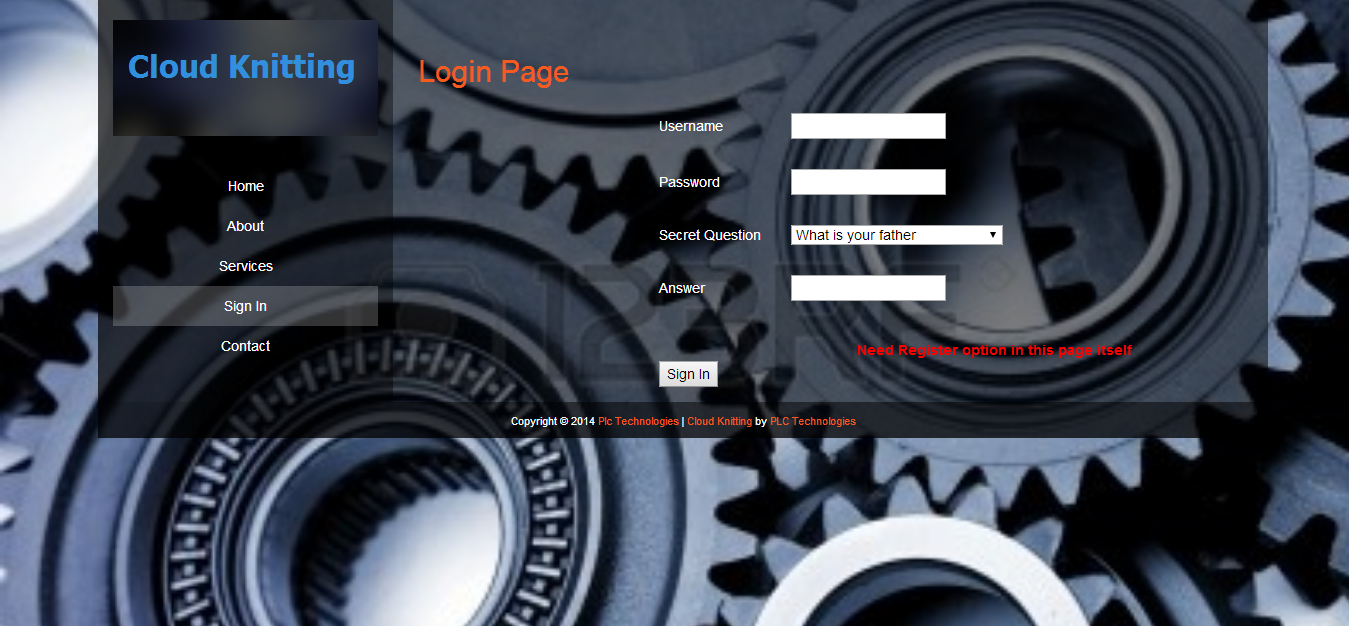 Cloud Knitting
Home
About
Services
Sign In
Contact
Login Page
Username
Password
Secret Question What is your father
Answer
Need Register option in this page itself
Sign In
Copyright © 2014 Plc Technologies | Cloud Knitting by PLC Technologies
123RF